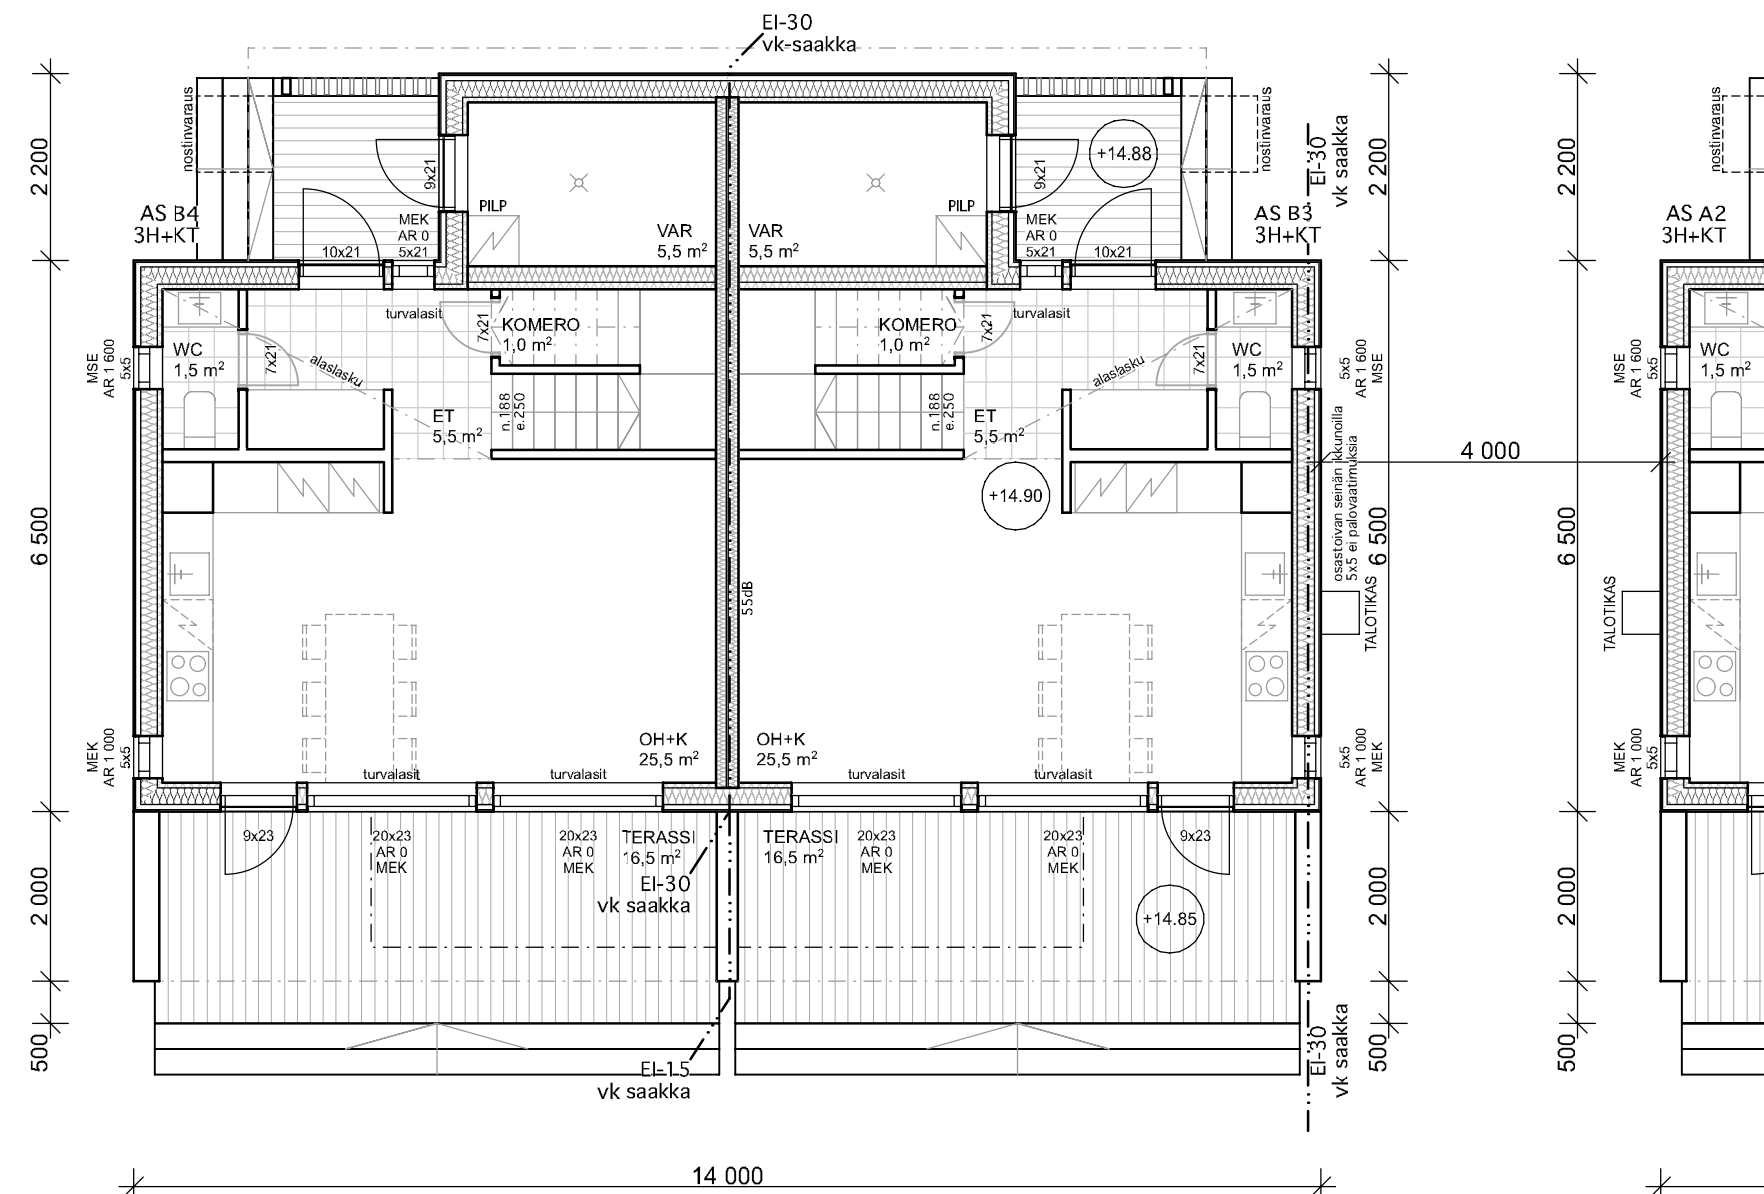 EI-30
vk-saakka
nostinvaraus
nostinvaraus
nostinvaraus
2 200
2 200
2 200
EI-30
vk saakka
+14.88
9x21
9x21
AS B4
3H+KT
AS B3
3H+KT
AS A2
3H+KT
PILP
PILP
MEK
AR 0
5x21
MEK
AR 0
5x21
10x21
10x21
VAR
5,5 m²
VAR
5,5 m²
turvalasit
turvalasit
KOMERO
1,0 m²
KOMERO
1,0 m²
7x21
7x21
WC
1,5 m²
WC
1,5 m²
WC
1,5 m²
7x21
7x21
alaslasku
alaslasku
MSE
AR 1 600
5x5
5x5
AR 1 600
MSE
MSE
AR 1 600
5x5
ET
5,5 m²
ET
5,5 m²
n.188
e.250
n.188
e.250
osastoivan seinän ikkunoilla
5x5 ei palovaatimuksia
4 000
+14.90
6 500
6 500
6 500
55dB
TALOTIKAS
TALOTIKAS
OH+K
25,5 m²
OH+K
25,5 m²
MEK
AR 1 000
5x5
5x5
AR 1 000
MEK
MEK
AR 1 000
5x5
turvalasit
turvalasit
turvalasit
turvalasit
9x23
20x23
AR 0
MEK
20x23
AR 0
MEK
TERASSI
16,5 m²
TERASSI
16,5 m²
20x23
AR 0
MEK
20x23
AR 0
MEK
9x23
EI-30
vk saakka
+14.85
2 000
2 000
2 000
EI-15
vk saakka
EI-30
vk saakka
500
500
500
14 000